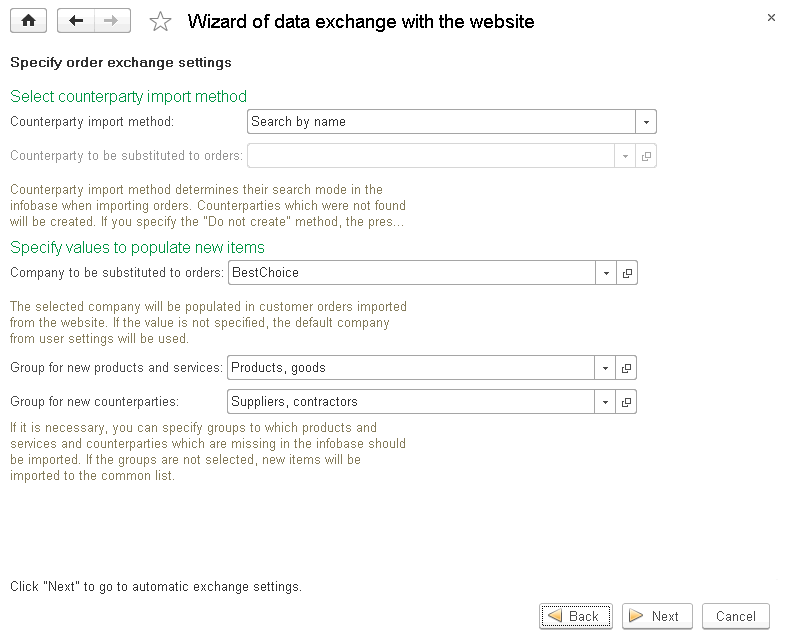 Wizard of data exchange with the website
Specify order exchange settings
Select counterparty import method
Counterparty import method: Search by name
Counterparty to be substituted to orders:
Counterparty import method determines their search mode in the
infobase when importing orders. Counterparties which were not found
will be created. If you specify the "Do not create" method, the pres...
Specify values to populate new items
Company to be substituted to orders: BestChoice
The selected company will be populated in customer orders imported
from the website. If the value is not specified, the default company
from user settings will be used.
Group for new products and services: Products, goods
Group for new counterparties: Suppliers, contractors
If it is necessary, you can specify groups to which products and
services and counterparties which are missing in the infobase should
be imported. If the groups are not selected, new items will be
imported to the common list.
Click "Next" to go to automatic exchange settings.
Back Next Cancel